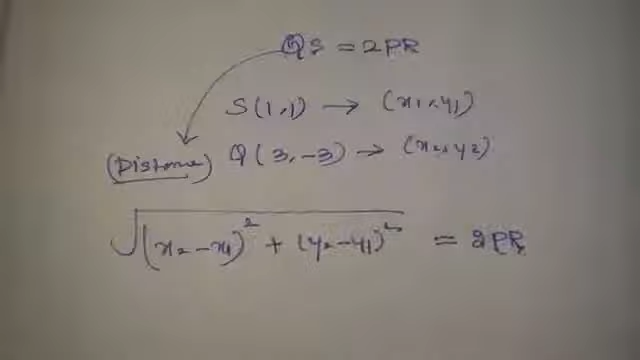 QS = 2PR
S(1,1) → (x1, y1)
(Distance) Q(3,-3) → (x2, y2)
√(x2-x1)² + (y2-y1)² = 2PR